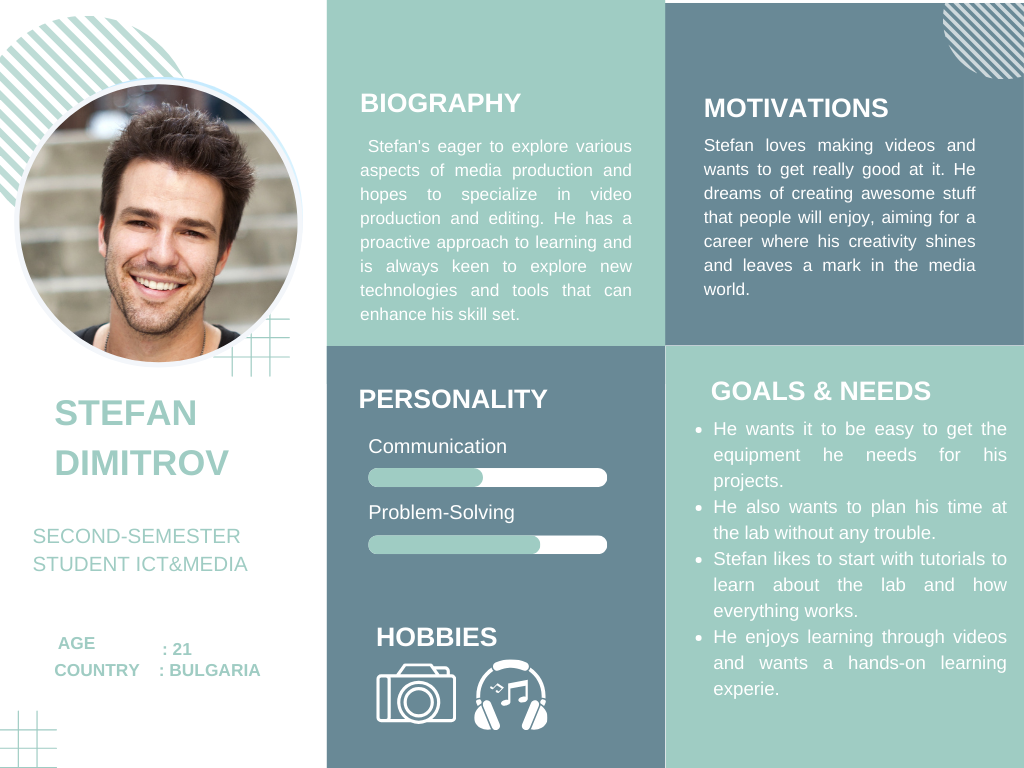 STEFAN
DIMITROV
SECOND-SEMESTER
STUDENT ICT&MEDIA
AGE : 21
COUNTRY : BULGARIA
BIOGRAPHY
Stefan's eager to explore various
aspects of media production and
hopes to specialize in video
production and editing. He has a
proactive approach to learning and
is always keen to explore new
technologies and tools that can
enhance his skill set.
MOTIVATIONS
Stefan loves making videos and
wants to get really good at it. He
dreams of creating awesome stuff
that people will enjoy, aiming for a
career where his creativity shines
and leaves a mark in the media
world.
PERSONALITY
Communication
Problem-Solving
HOBBIES
GOALS & NEEDS
• He wants it to be easy to get the
equipment he needs for his
projects.
• He also wants to plan his time at
the lab without any trouble.
• Stefan likes to start with tutorials to
learn about the lab and how
everything works.
• He enjoys learning through videos
and wants a hands-on learning
experie.